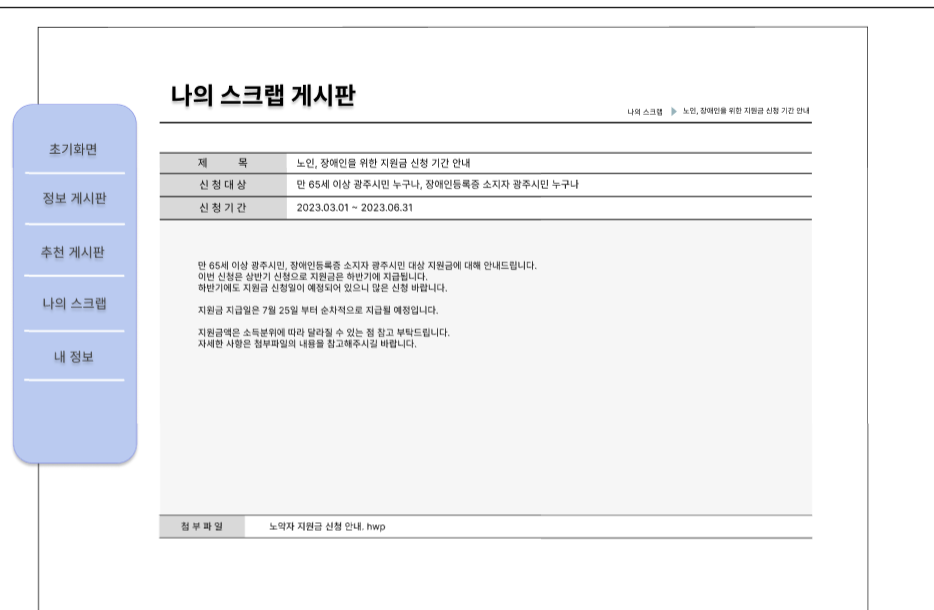 나의 스크랩 게시판
나의 스크랩 ▶ 노인, 장애인을 위한 지원금 신청 기간 안내
초기화면
정보 게시판
추천 게시판
나의 스크랩
내 정보
제 목 노인, 장애인을 위한 지원금 신청 기간 안내
신청대상 만 65세 이상 광주시민 누구나, 장애인등록증 소지자 광주시민 누구나
신청기간 2023.03.01 ~ 2023.06.31
만 65세 이상 광주시민, 장애인등록증 소지자 광주시민 대상 지원금에 대해 안내드립니다.
이번 신청은 상반기 신청으로 지원금은 하반기에 지급됩니다.
하반기에도 지원금 신청일이 예정되어 있으니 많은 신청 바랍니다.
지원금 지급일은 7월 25일 부터 순차적으로 지급될 예정입니다.
지원금액은 소득분위에 따라 달라질 수 있는 점 참고 부탁드립니다.
자세한 사항은 첨부파일의 내용을 참고해주시길 바랍니다.
첨부파일 노약자 지원금 신청 안내. hwp